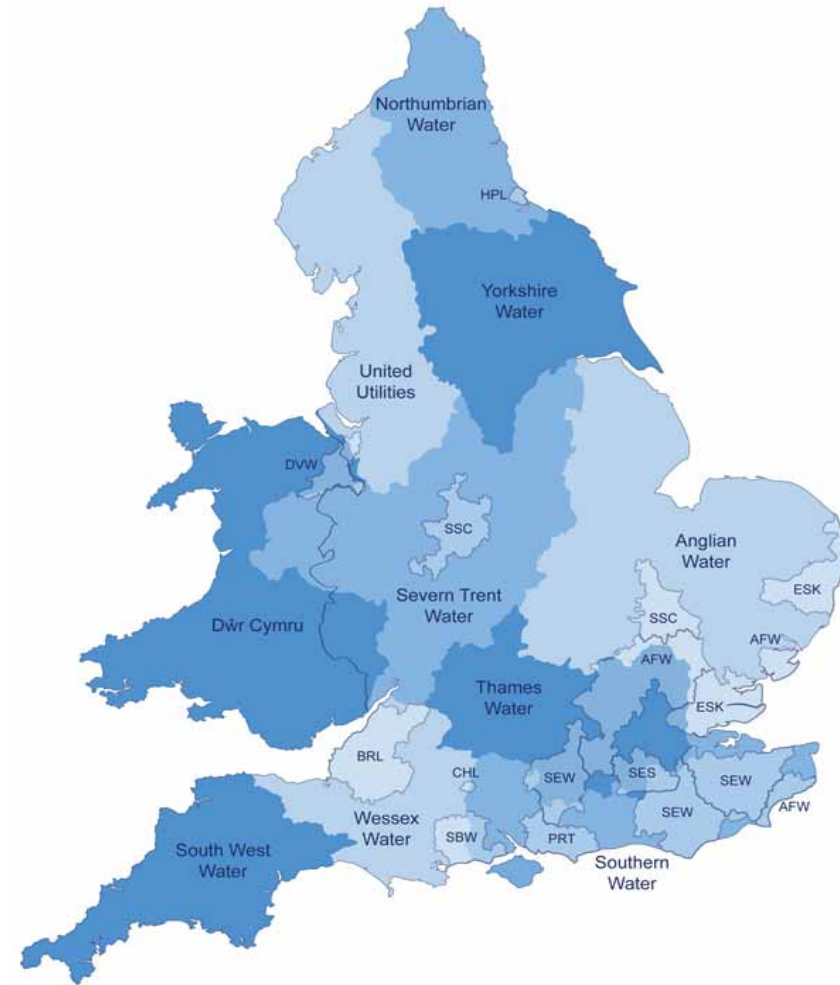 Northumbrian
Water
HPL
Yorkshire
Water
United
Utilities
DVW
SSC
Anglian
Water
ESK
Severn Trent
Water
SSC
Dŵr Cymru
AFW
AFW
Thames
Water
ESK
BRL
CHL
SEW
SES
SEW
AFW
Wessex
Water
SEW
South West
Water
SBW
PRT
Southern
Water